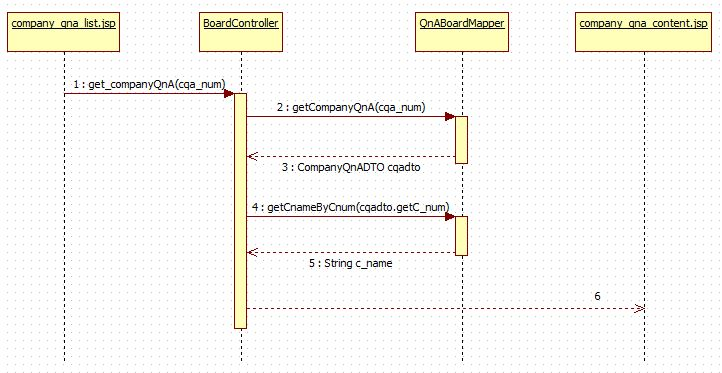 company_qna_list.jsp
BoardController
QnABoardMapper
company_qna_content.jsp
1 : get_companyQnA(cqa_num)
2 : getCompanyQnA(cqa_num)
3 : CompanyQnADTO cqadto
4 : getCnameByCnum(cqadto.getC_num)
5 : String c_name
6